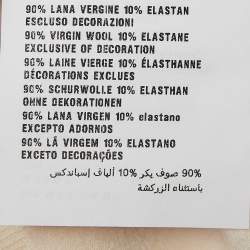 90% LANA VERGINE 10% ELASTAN
ESCLUSO DECORAZIONI
90% VIRGIN WOOL 10% ELASTANE
EXCLUSIVE OF DECORATION
90% LAINE VIERGE 10% ÉLASTHANNE
DÉCORATIONS EXCLUES
90% SCHURWOLLE 10% ELASTHAN
OHNE DEKORATIONEN
90% LANA VIRGEN 10% elastano
EXCEPTO ADORNOS
90% LÃ VIRGEM 10% ELASTANO
EXCETO DECORAÇÕES
90% صوف بكر 10% ألياف إسباندكس
باستثناء الزركشة